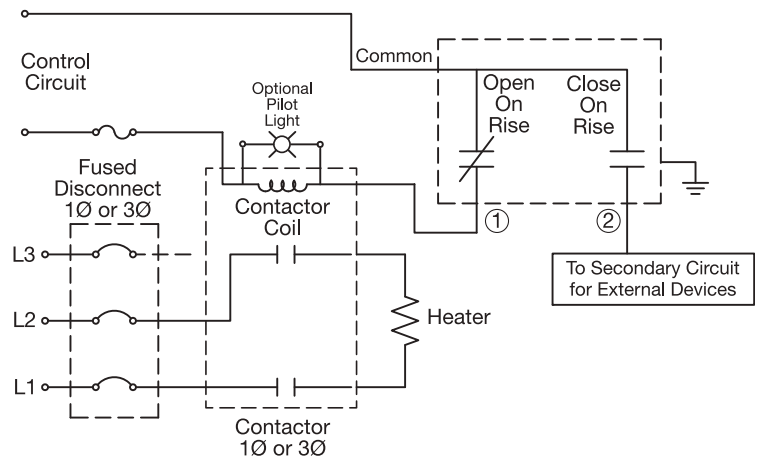 Control
Circuit
Common
Open
On
Rise
Close
On
Rise
Optional
Pilot
Light
Fused
Disconnect
1Ø or 3Ø
Contactor
Coil
①
②
L3
L2
L1
Heater
To Secondary Circuit
for External Devices
Contactor
1Ø or 3Ø